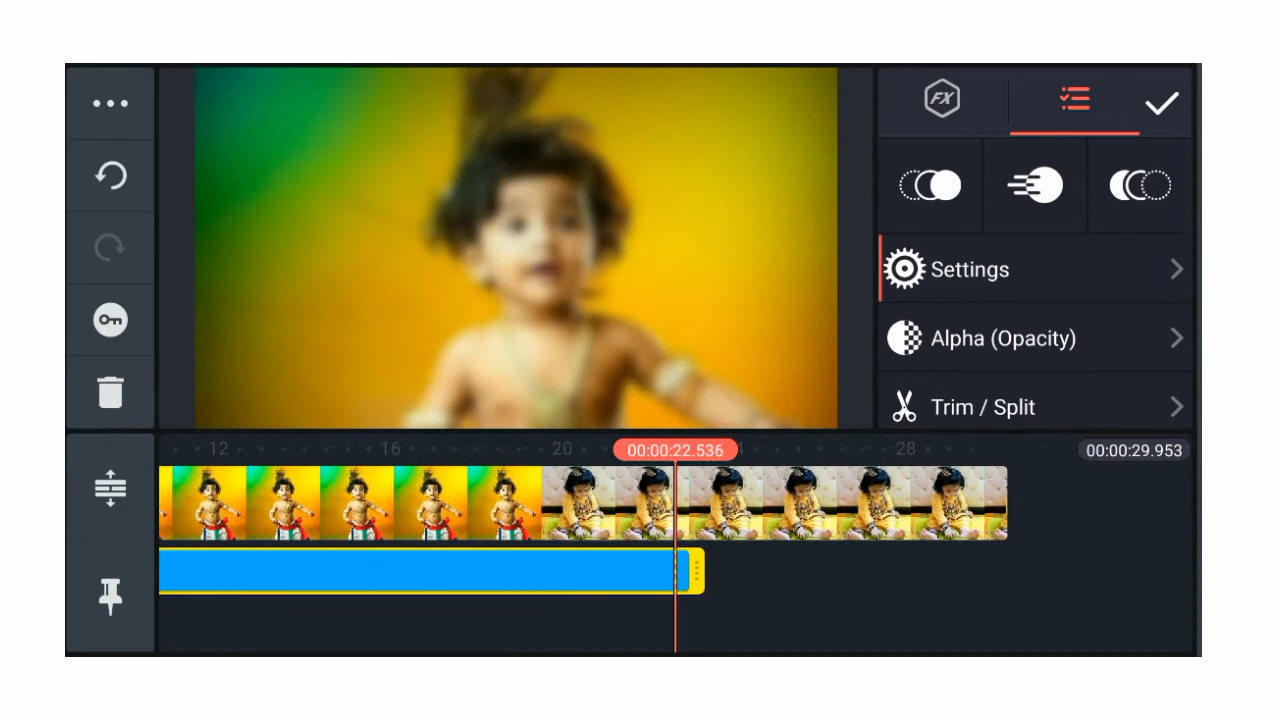 FX
Settings
Alpha (Opacity)
Trim / Split
12
16
20
00:00:22.536
28
00:00:29.953